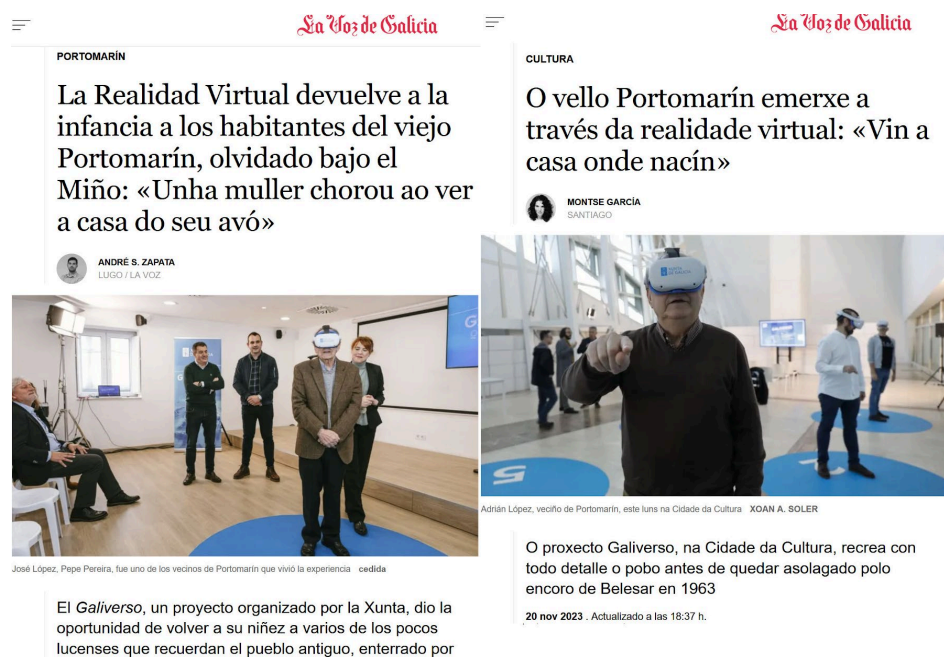 La Voz de Galicia
PORTOMARÍN
La Realidad Virtual devuelve a la
infancia a los habitantes del viejo
Portomarín, olvidado bajo el
Miño: «Unha muller chorou ao ver
a casa do seu avó»
ANDRÉ S. ZAPATA
LUGO / LA VOZ
G
José López, Pepe Pereira, fue uno de los vecinos de Portomarín que vivió la experiencia cedida
El Galiverso, un proyecto organizado por la Xunta, dio la
oportunidad de volver a su niñez a varios de los pocos
lucenses que recuerdan el pueblo antiguo, enterrado por
La Voz de Galicia
CULTURA
O vello Portomarín emerxe a
través da realidade virtual: «Vin a
casa onde nacín»
MONTSE GARCÍA
SANTIAGO
XUNTA
DE GALICIA
5
Adrián López, veciño de Portomarín, este luns na Cidade da Cultura XOAN A. SOLER
O proxecto Galiverso, na Cidade da Cultura, recrea con
todo detalle o pobo antes de quedar asolagado polo
encoro de Belesar en 1963
20 nov 2023 . Actualizado a las 18:37 h.